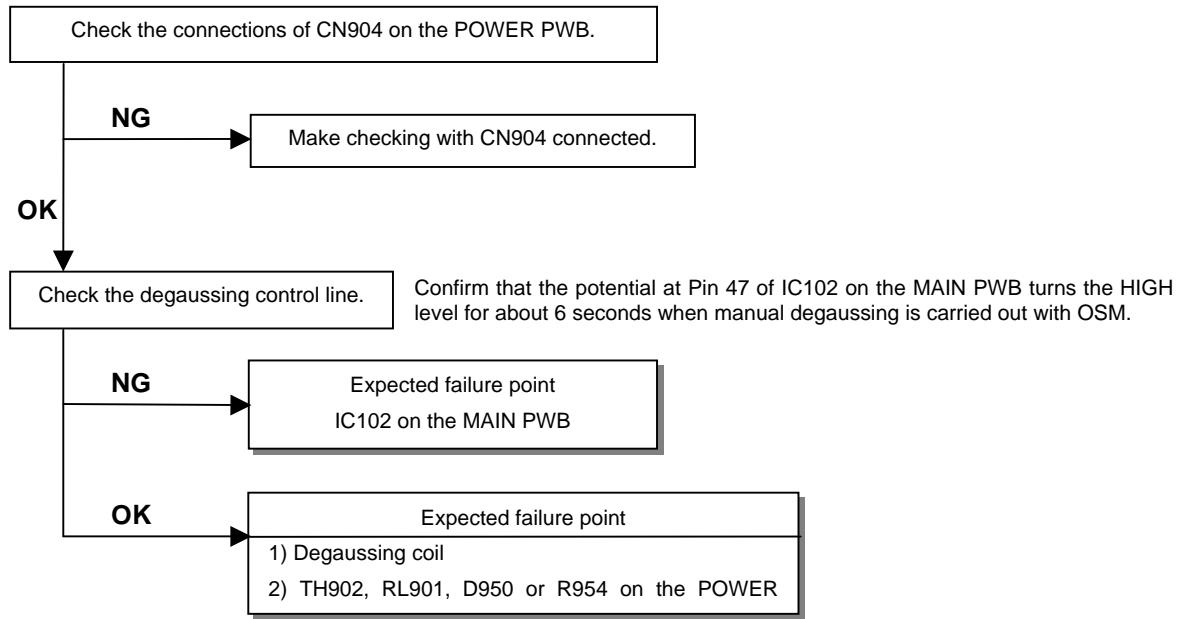 Check the connections of CN904 on the POWER PWB.
NG
Make checking with CN904 connected.
OK
Check the degaussing control line.
Confirm that the potential at Pin 47 of IC102 on the MAIN PWB turns the HIGH
level for about 6 seconds when manual degaussing is carried out with OSM.
NG
Expected failure point
IC102 on the MAIN PWB
OK
Expected failure point
1) Degaussing coil
2) TH902, RL901, D950 or R954 on the POWER